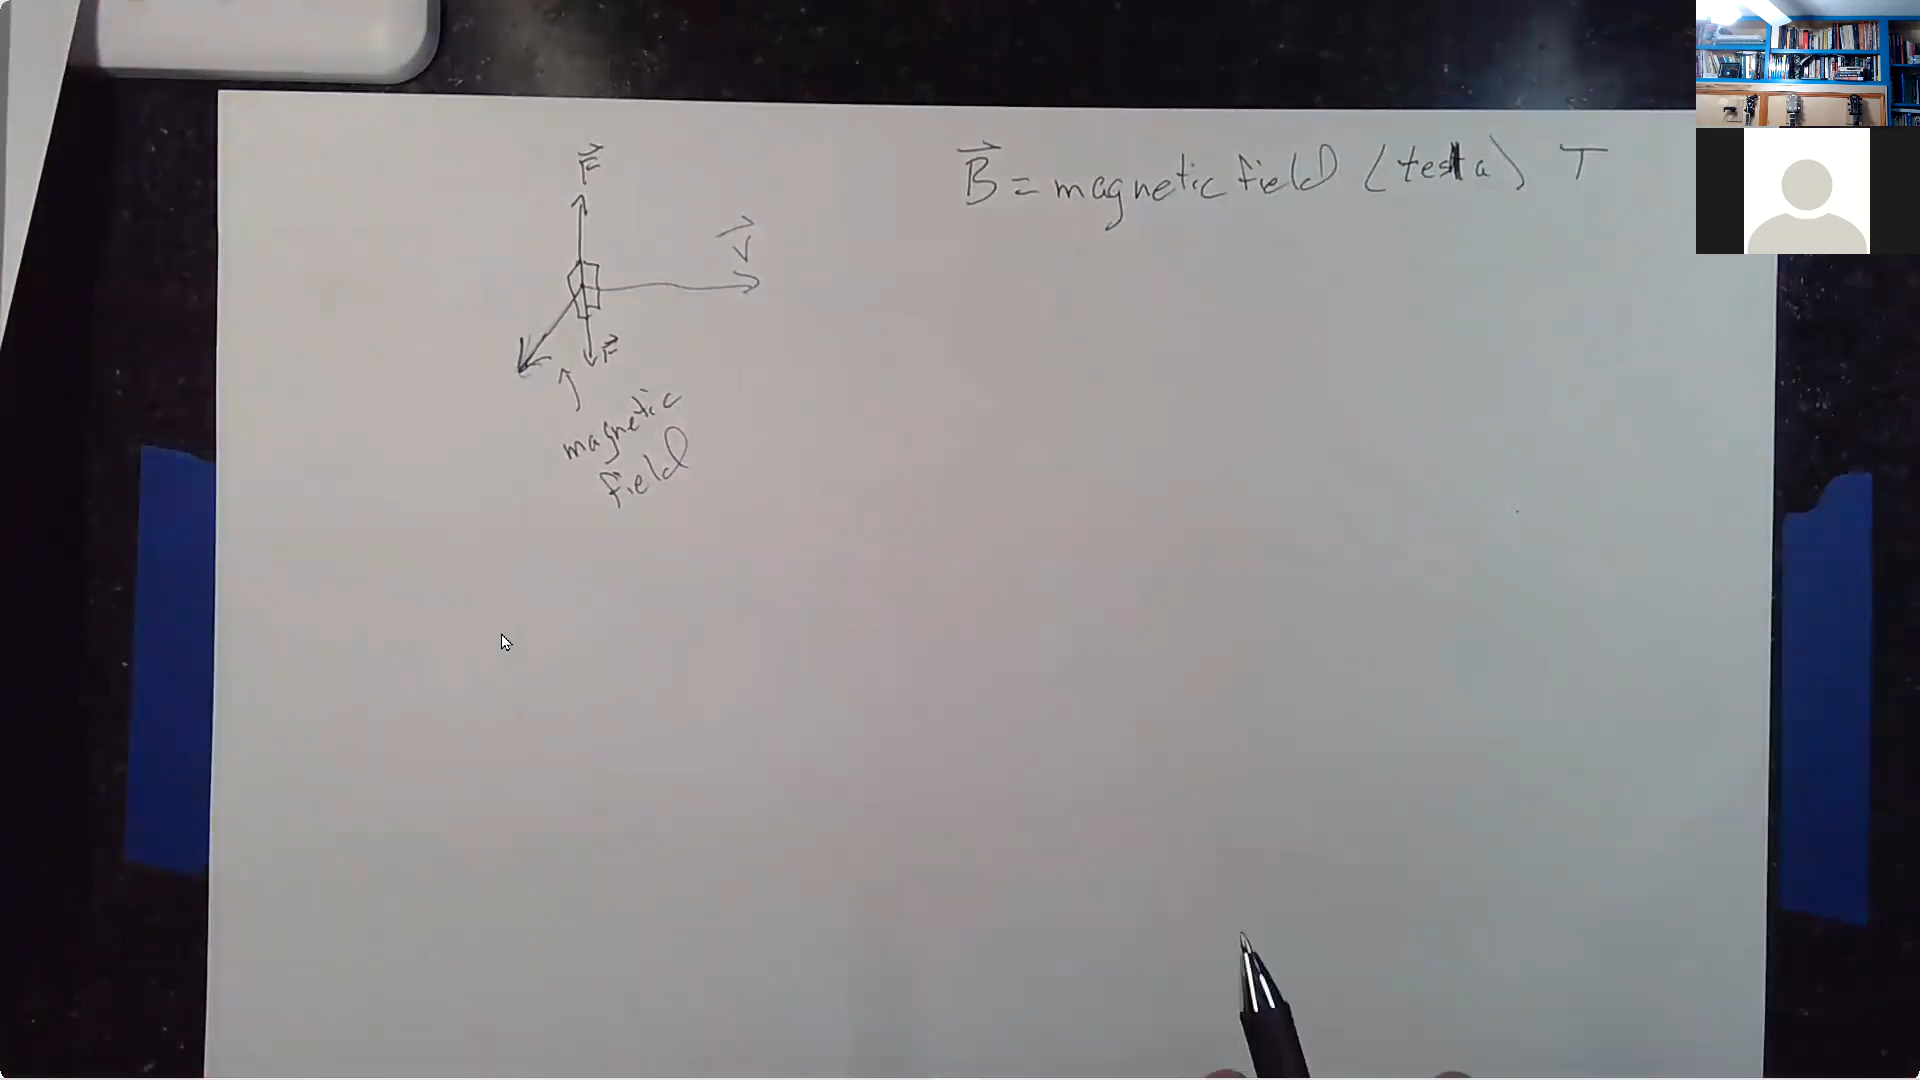 F⃗
V⃗
F⃗
magnetic
field
B⃗ = magnetic field (tesla) T